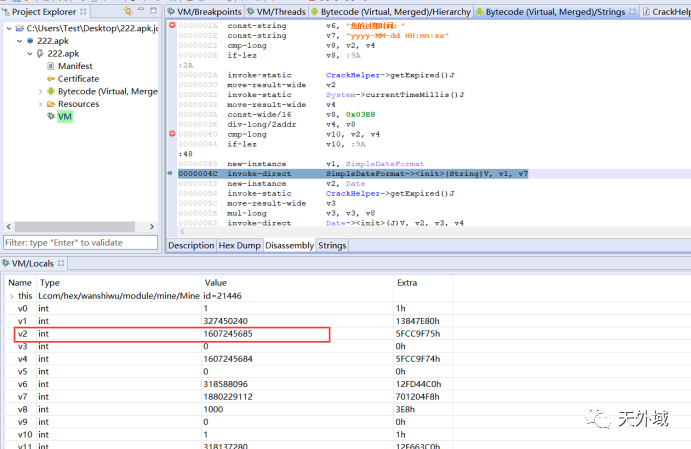 Project Explorer
VM/Breakpoints
VM/Threads
Bytecode (Virtual, Merged)/Hierarchy
Bytecode (Virtual, Merged)/Strings
CrackHelp
C:\Users\Test\Desktop\222.apk.jc
222.apk
222.apk
Manifest
Certificate
Bytecode (Virtual, Merge
Resources
VM
Filter: type "Enter" to validate
0000001A const-string v6, "您的过期时间："
0000001E const-string v7, "yyyy-MM-dd HH:mm:ss"
00000022 cmp-long v8, v2, v4
00000026 if-lez v8, :9A
:2A
0000002A invoke-static CrackHelper->getExpired()J
00000030 move-result-wide v2
00000032 invoke-static System->currentTimeMillis()J
00000038 move-result-wide v4
0000003A const-wide/16 v8, 0x03E8
0000003E div-long/2addr v4, v8
00000040 cmp-long v10, v2, v4
00000044 if-lez v10, :9A
:48
00000048 new-instance v1, SimpleDateFormat
0000004C invoke-direct SimpleDateFormat-><init>(String)V, v1, v7
00000052 new-instance v2, Date
00000056 invoke-static CrackHelper->getExpired()J
0000005C move-result-wide v3
0000005E mul-long v3, v3, v8
00000062 invoke-direct Date-><init>(J)V, v2, v3, v4
Description Hex Dump Disassembly Strings
VM/Locals
Name Type Value Extra
this Lcom/hex/wanshiwu/module/mine/Mine id=21446
v0 int 1 1h
v1 int 327450240 13847E80h
v2 int 1607245685 5FCC9F75h
v3 int 0 0h
v4 int 1607245684 5FCC9F74h
v5 int 0 0h
v6 int 318588096 12FD44C0h
v7 int 1880229112 701204F8h
v8 int 1000 3E8h
v9 int 0 0h
v10 int 1 1h
v11 int 318137280 12F663C0h
天外域